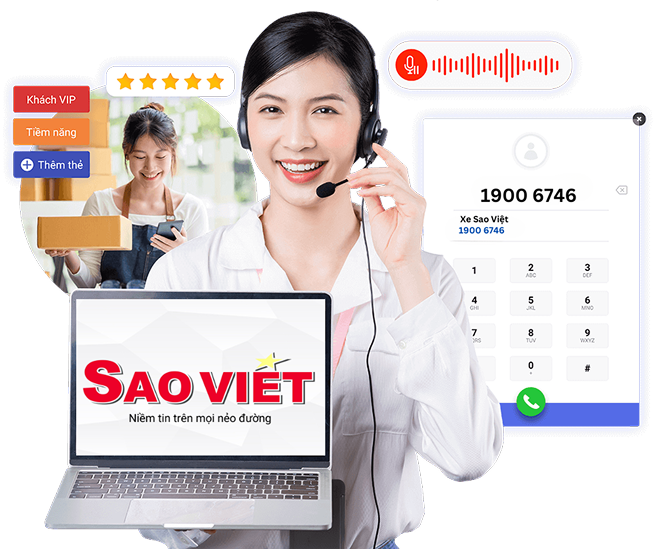 Khách VIP
Tiềm năng
Thêm thẻ
1900 6746
Xe Sao Việt
1900 6746
1
2
ABC
3
DEF
4
GHI
5
JKL
6
MNO
7
PQRS
8
TUV
9
WXYZ
0
#
SAO VIỆT
Niềm tin trên mọi nẻo đường